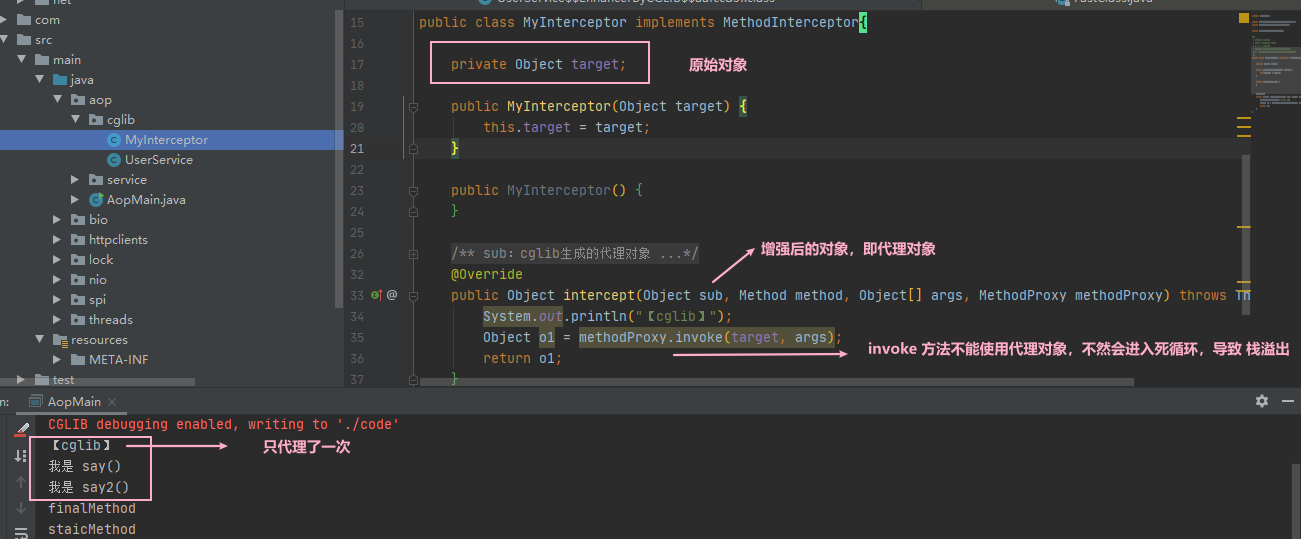 net
com
src
main
java
aop
cglib
MyInterceptor
UserService
service
AopMain.java
bio
httpclients
lock
nio
spi
threads
resources
META-INF
test
15 public class MyInterceptor implements MethodInterceptor{
16
17 private Object target; 原始对象
18
19 public MyInterceptor(Object target) {
20 this.target = target;
21 }
22
23 public MyInterceptor() {
24 }
25
26 /** sub：cglib生成的代理对象 ...*/
增强后的对象，即代理对象
32 @Override
33 public Object intercept(Object sub, Method method, Object[] args, MethodProxy methodProxy) throws Th
34 System.out.println("【cglib】");
35 Object o1 = methodProxy.invoke(target, args);
invoke 方法不能使用代理对象，不然会进入死循环，导致 栈溢出
36 return o1;
37 }
n: AopMain
CGLIB debugging enabled, writing to './code'
【cglib】 只代理了一次
我是 say()
我是 say2()
finalMethod
staicMethod